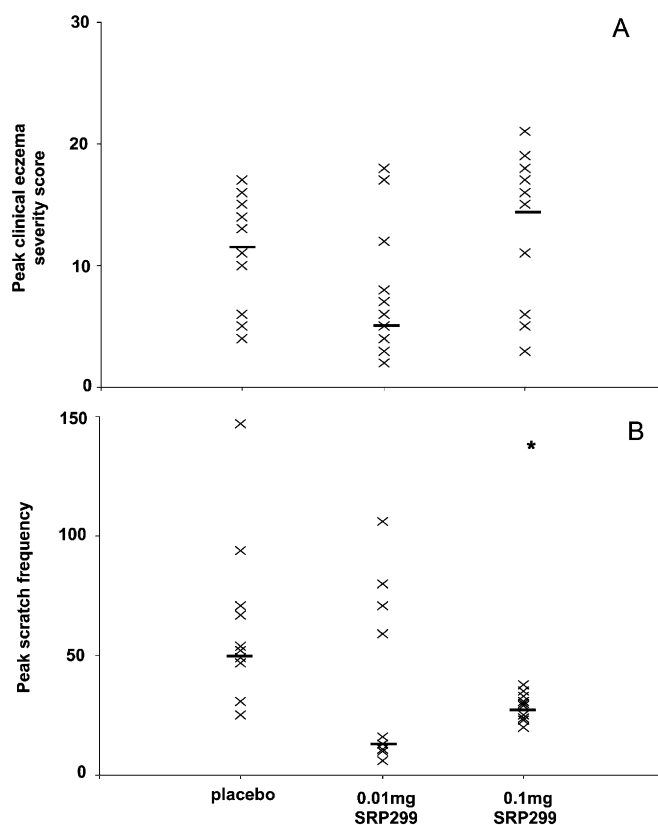 A
30
20
10
0
Peak clinical eczema
severity score
B
*
150
100
50
0
Peak scratch frequency
placebo
0.01mg
SRP299
0.1mg
SRP299